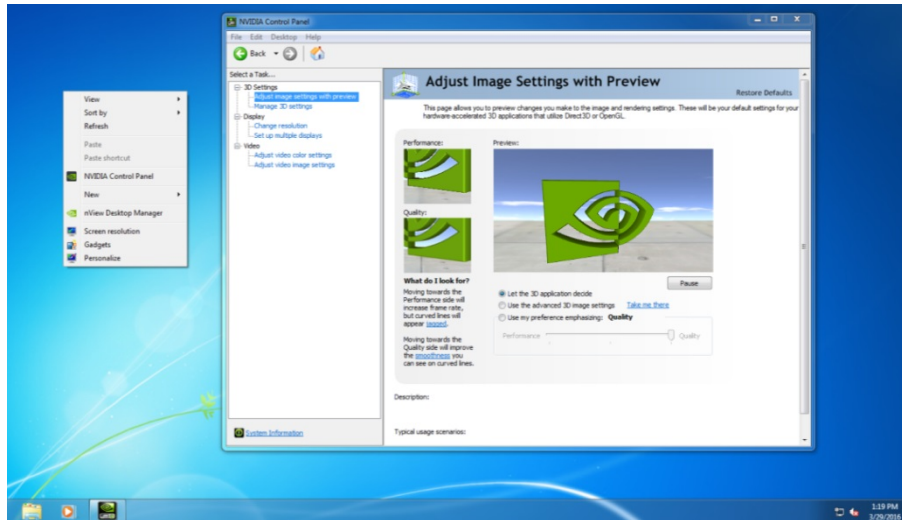 NVIDIA Control Panel
File Edit Desktop Help
Back
Select a Task...
3D Settings
Adjust image settings with preview
Manage 3D settings
Display
Change resolution
Set up multiple displays
Video
Adjust video color settings
Adjust video image settings
System Information
Adjust Image Settings with Preview
Restore Defaults
This page allows you to preview changes you make to the image and rendering settings. These will be your default settings for your
hardware-accelerated 3D applications that utilize Direct3D or OpenGL.
Performance:
Preview:
Quality:
What do I look for?
Moving towards the
Performance side will
increase frame rate,
but curved lines will
appear jagged.
Moving towards the
Quality side will improve
the smoothness you
can see on curved lines.
Pause
Let the 3D application decide
Use the advanced 3D image settings Take me there
Use my preference emphasizing: Quality
Performance Quality
Description:
Typical usage scenarios:
View
Sort by
Refresh
Paste
Paste shortcut
NVIDIA Control Panel
New
nView Desktop Manager
Screen resolution
Gadgets
Personalize
1:19 PM
3/29/2016